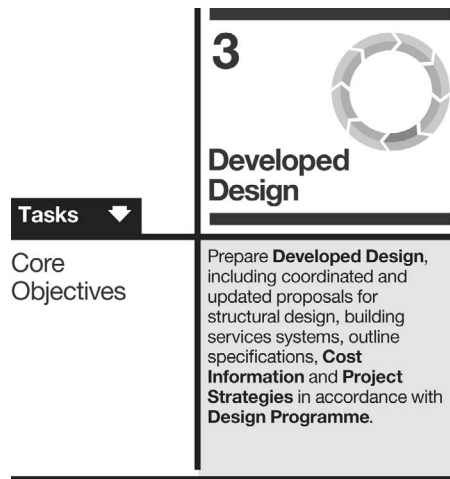 3
Developed
Design
Tasks
Core
Objectives
Prepare Developed Design,
including coordinated and
updated proposals for
structural design, building
services systems, outline
specifications, Cost
Information and Project
Strategies in accordance with
Design Programme.